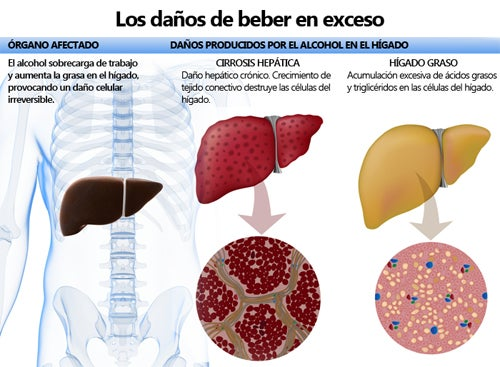 Los daños de beber en exceso
ÓRGANO AFECTADO
El alcohol sobrecarga de trabajo
y aumenta la grasa en el hígado,
provocando un daño celular
irreversible.
DAÑOS PRODUCIDOS POR EL ALCOHOL EN EL HÍGADO
CIRROSIS HEPÁTICA
Daño hepático crónico. Crecimiento de
tejido conectivo destruye las células del
hígado.
HÍGADO GRASO
Acumulación excesiva de ácidos grasos
y triglicéridos en las células del hígado.